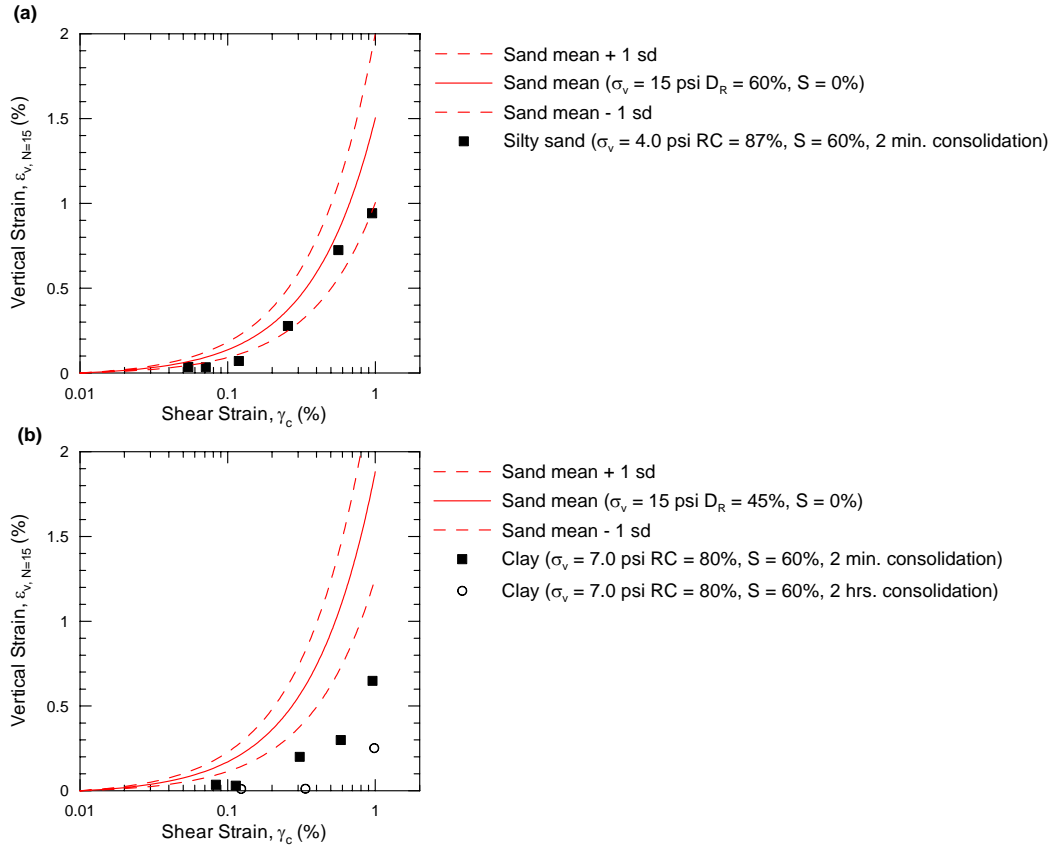 (a)
2
1.5
1
0.5
0
Vertical Strain, εv, N=15 (%)
0.01 0.1 1
Shear Strain, γc (%)
Sand mean + 1 sd
Sand mean (σv = 15 psi DR = 60%, S = 0%)
Sand mean - 1 sd
Silty sand (σv = 4.0 psi RC = 87%, S = 60%, 2 min. consolidation)
(b)
2
1.5
1
0.5
0
Vertical Strain, εv, N=15 (%)
0.01 0.1 1
Shear Strain, γc (%)
Sand mean + 1 sd
Sand mean (σv = 15 psi DR = 45%, S = 0%)
Sand mean - 1 sd
Clay (σv = 7.0 psi RC = 80%, S = 60%, 2 min. consolidation)
Clay (σv = 7.0 psi RC = 80%, S = 60%, 2 hrs. consolidation)